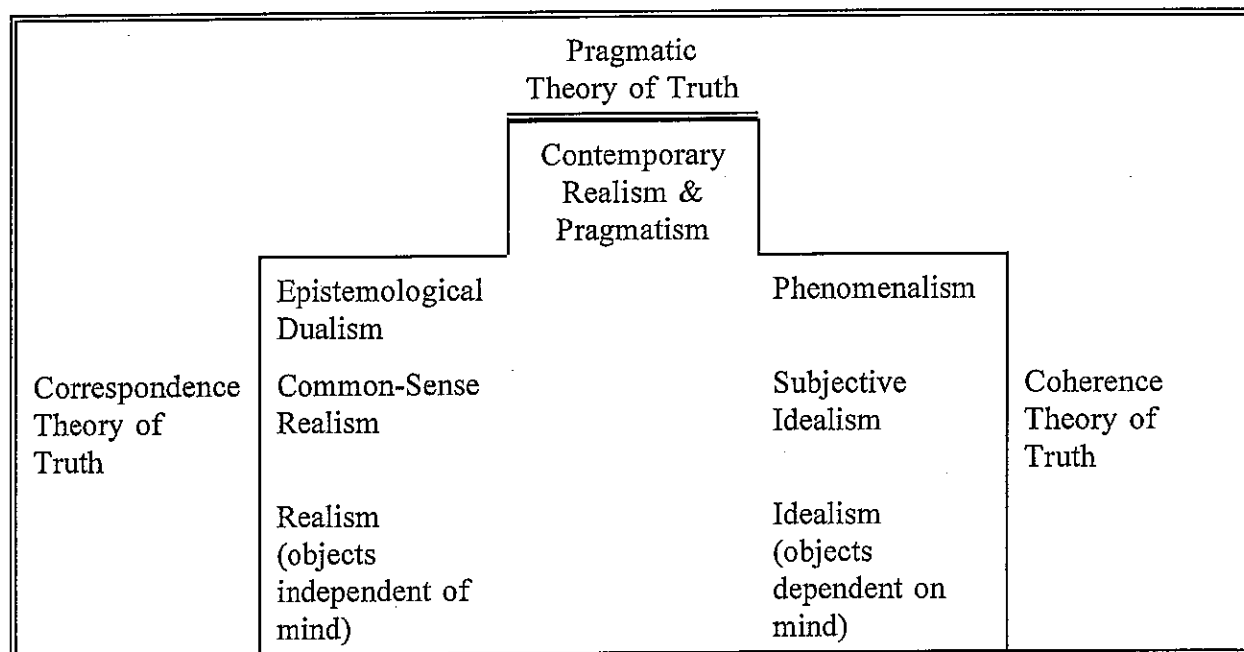 Pragmatic
Theory of Truth
Contemporary
Realism &
Pragmatism
Epistemological
Dualism
Phenomenalism
Correspondence
Theory of
Truth
Common-Sense
Realism
Subjective
Idealism
Coherence
Theory of
Truth
Realism
(objects
independent of
mind)
Idealism
(objects
dependent on
mind)